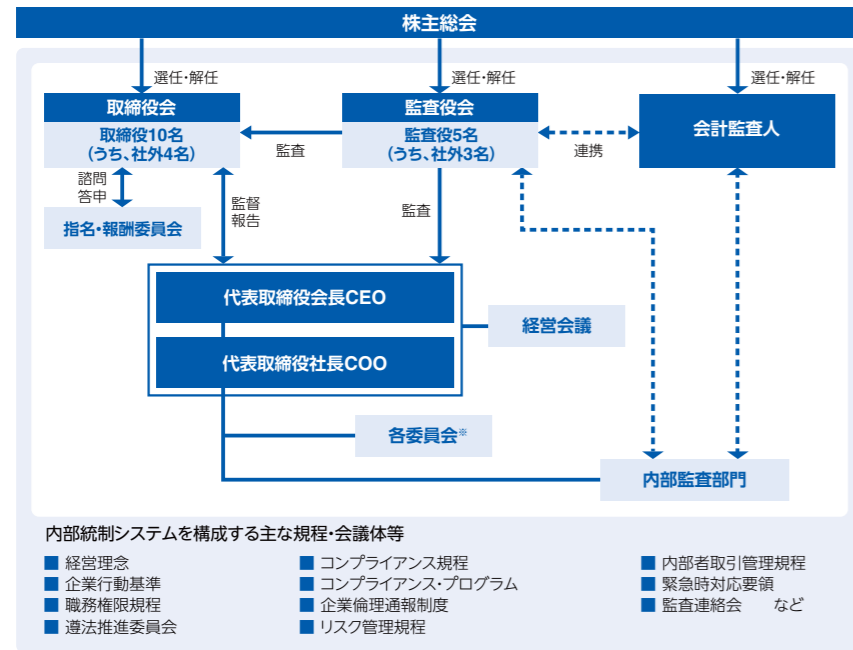 株主総会
選任・解任
選任・解任
選任・解任
取締役会
取締役10名
(うち、社外4名)
監査
監査役会
監査役5名
(うち、社外3名)
連携
会計監査人
諮問
答申
指名・報酬委員会
監督
報告
監査
代表取締役会長CEO
代表取締役社長COO
経営会議
各委員会※
内部監査部門
内部統制システムを構成する主な規程・会議体等
■ 経営理念
■ 企業行動基準
■ 職務権限規程
■ 遵法推進委員会
■ コンプライアンス規程
■ コンプライアンス・プログラム
■ 企業倫理通報制度
■ リスク管理規程
■ 内部者取引管理規程
■ 緊急時対応要領
■ 監査連絡会 など